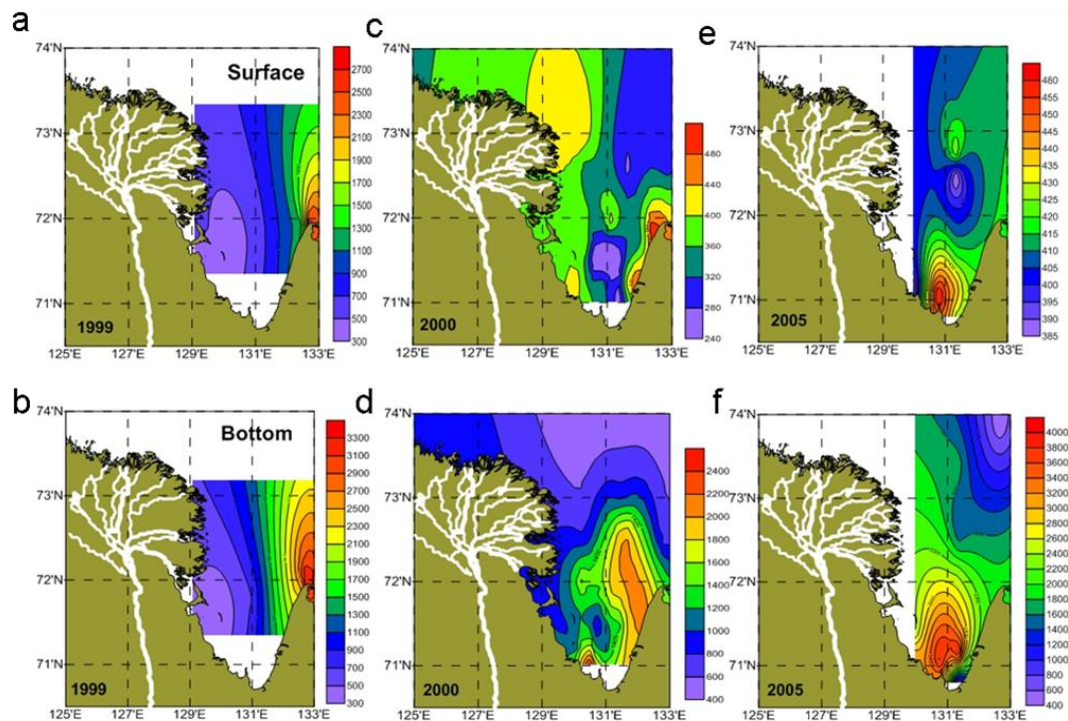 a
74'N
73'N
72'N
71'N
Surface
1999
125'E
127'E
129'E
131'E
133'E
2700
2500
2300
2100
1900
1700
1500
1300
1100
900
700
500
300
c
74'N
73'N
72'N
71'N
2000
125'E
127'E
129'E
131'E
133'E
480
440
400
360
320
280
240
e
74'N
73'N
72'N
71'N
2005
125'E
127'E
129'E
131'E
133'E
460
455
450
445
440
435
430
425
420
415
410
405
400
395
390
385
b
74'N
73'N
72'N
71'N
Bottom
1999
125'E
127'E
129'E
131'E
133'E
3300
3100
2900
2700
2500
2300
2100
1900
1700
1500
1300
1100
900
700
500
300
d
74'N
73'N
72'N
71'N
2000
125'E
127'E
129'E
131'E
133'E
2400
2200
2000
1800
1600
1400
1200
1000
800
600
400
f
74'N
73'N
72'N
71'N
2005
125'E
127'E
129'E
131'E
133'E
4000
3800
3600
3400
3200
3000
2800
2600
2400
2200
2000
1800
1600
1400
1200
1000
800
600
400